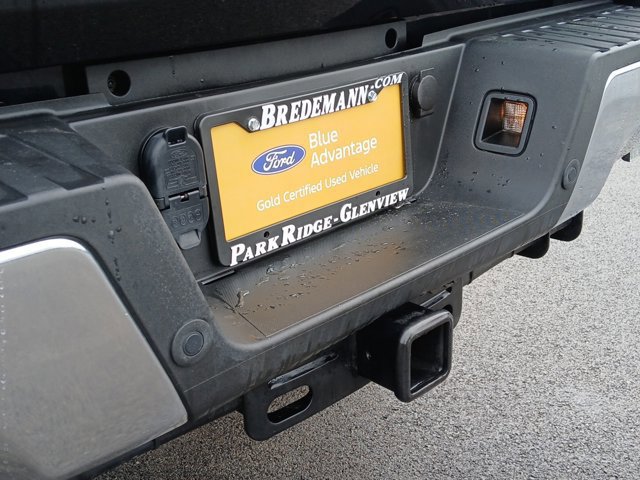 BREDEMANN.COM
Ford
Blue
Advantage
Gold Certified Used Vehicle
PARK RIDGE-GLENVIEW